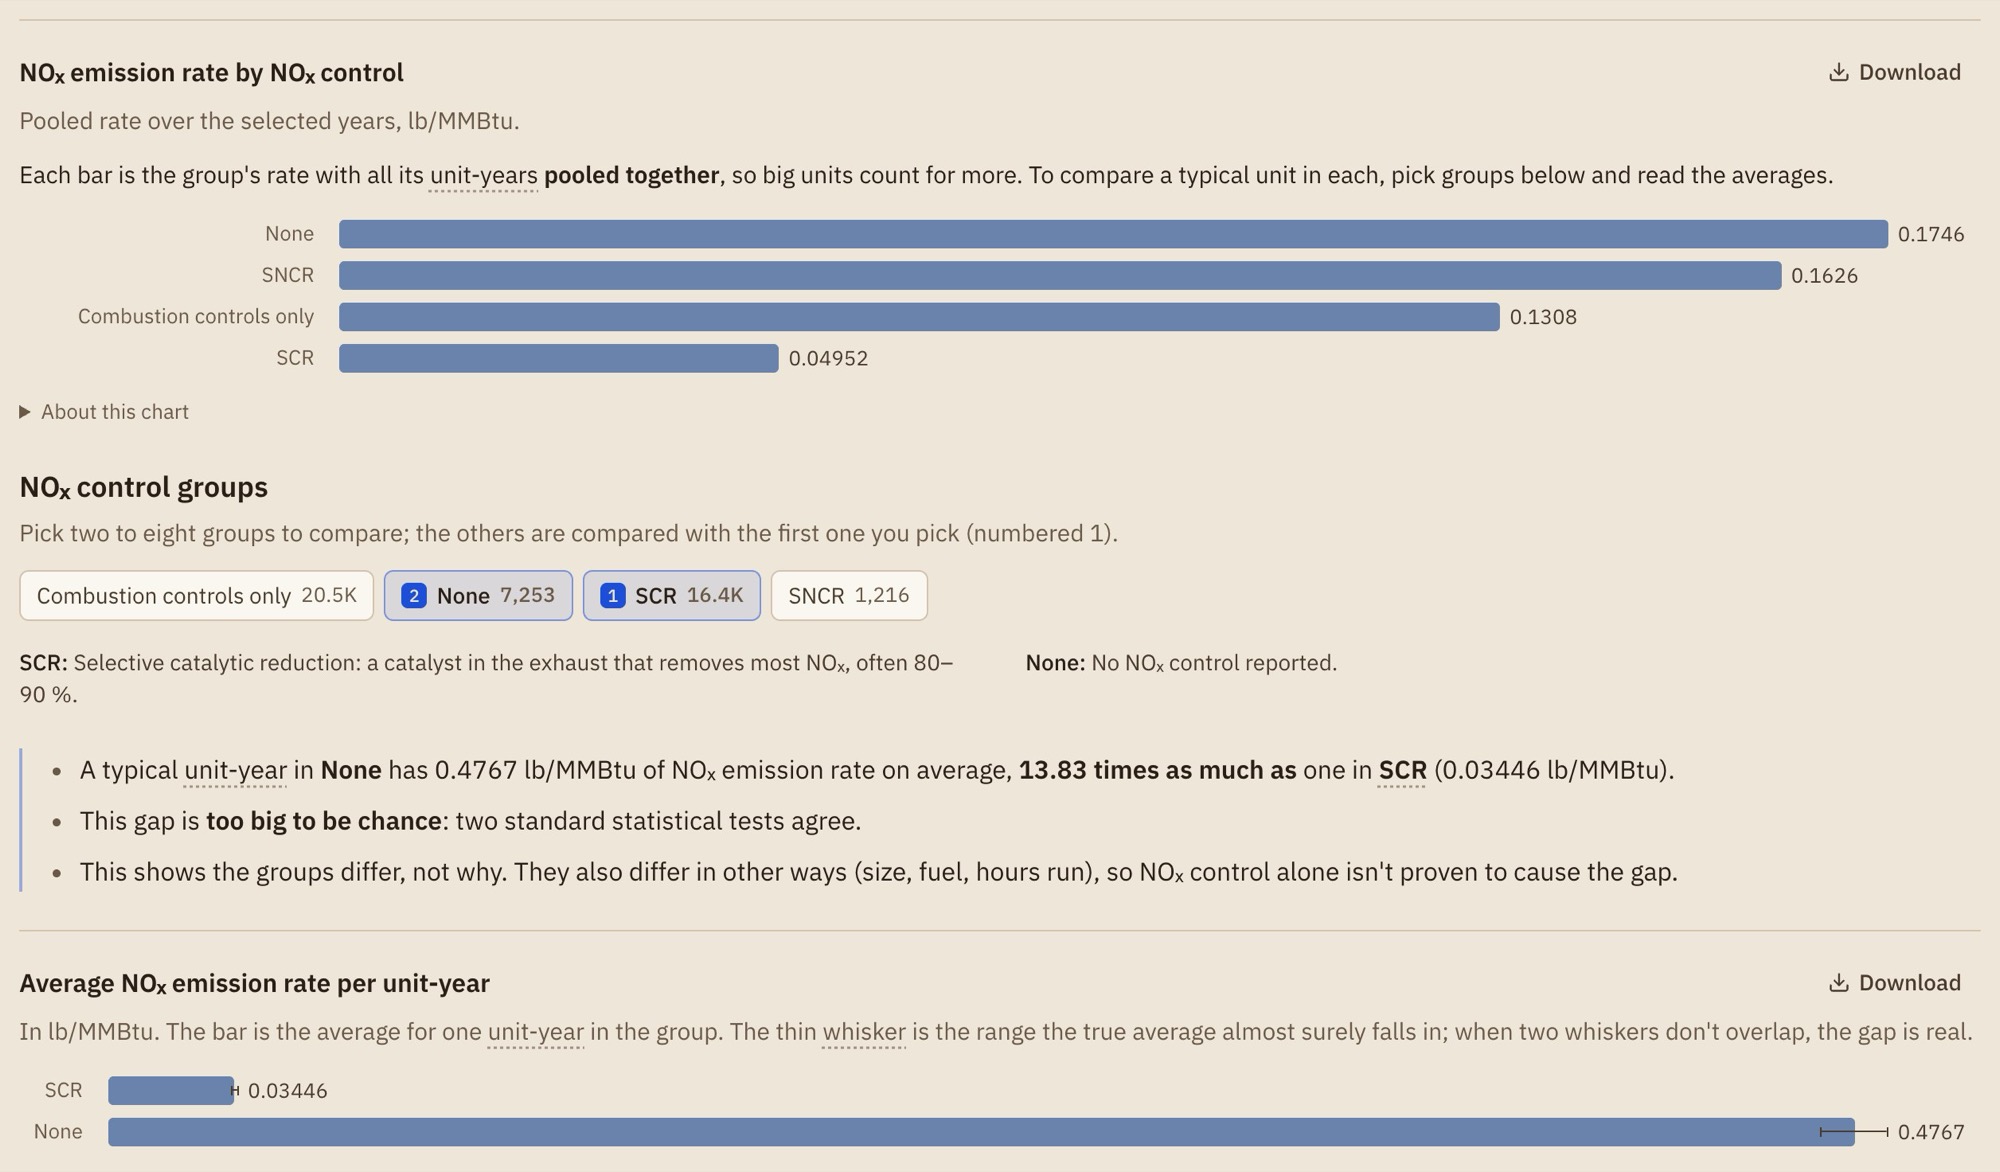 NOₓ emission rate by NOₓ control
Download
Pooled rate over the selected years, lb/MMBtu.
Each bar is the group's rate with all its unit-years pooled together, so big units count for more. To compare a typical unit in each, pick groups below and read the averages.
None 0.1746
SNCR 0.1626
Combustion controls only 0.1308
SCR 0.04952
About this chart
NOₓ control groups
Pick two to eight groups to compare; the others are compared with the first one you pick (numbered 1).
Combustion controls only 20.5K 2 None 7,253 1 SCR 16.4K SNCR 1,216
SCR: Selective catalytic reduction: a catalyst in the exhaust that removes most NOₓ, often 80–
90 %.
None: No NOₓ control reported.
• A typical unit-year in None has 0.4767 lb/MMBtu of NOₓ emission rate on average, 13.83 times as much as one in SCR (0.03446 lb/MMBtu).
• This gap is too big to be chance: two standard statistical tests agree.
• This shows the groups differ, not why. They also differ in other ways (size, fuel, hours run), so NOₓ control alone isn't proven to cause the gap.
Average NOₓ emission rate per unit-year
Download
In lb/MMBtu. The bar is the average for one unit-year in the group. The thin whisker is the range the true average almost surely falls in; when two whiskers don't overlap, the gap is real.
SCR 0.03446
None 0.4767